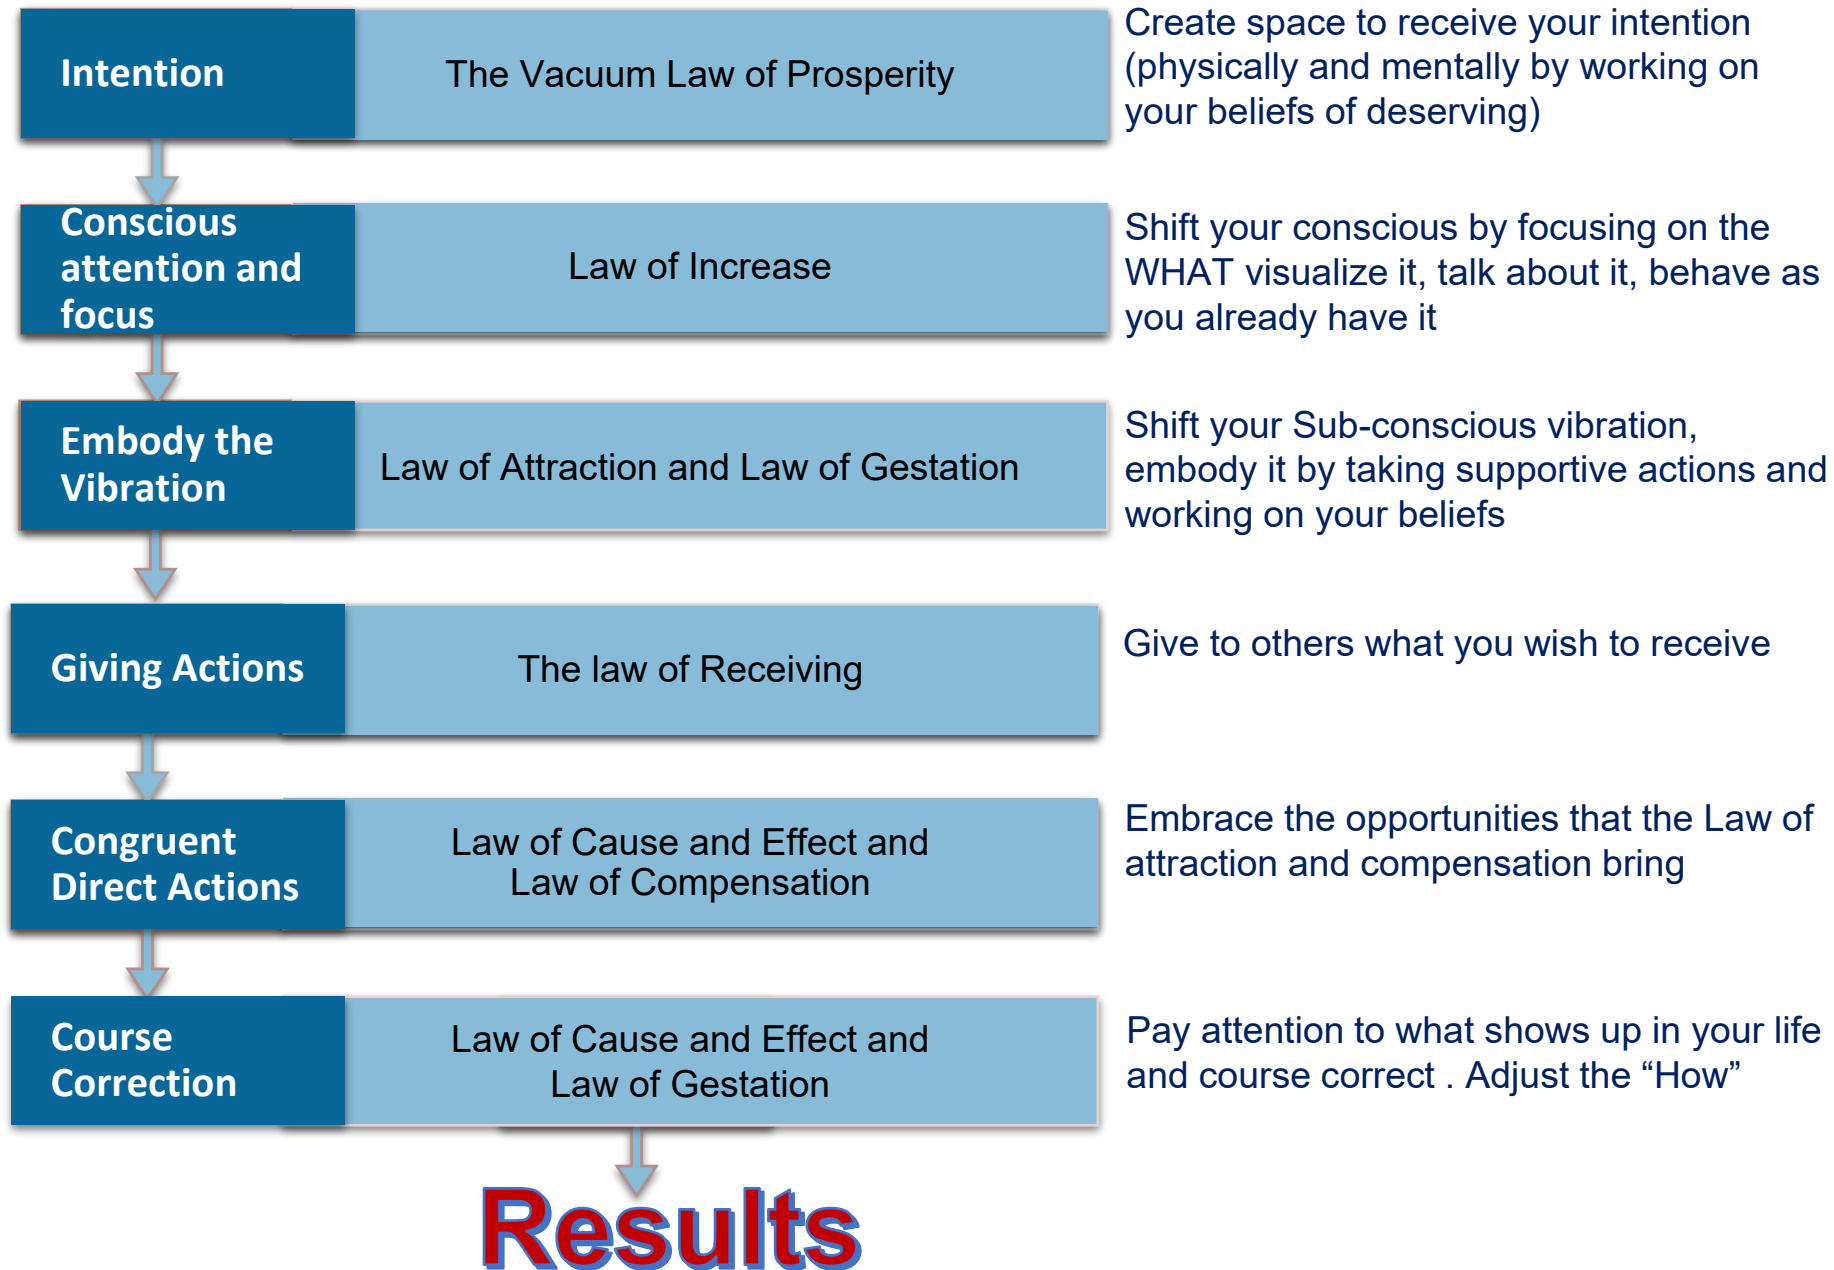 Intention
The Vacuum Law of Prosperity
Create space to receive your intention
(physically and mentally by working on
your beliefs of deserving)
Conscious
attention and
focus
Law of Increase
Shift your conscious by focusing on the
WHAT visualize it, talk about it, behave as
you already have it
Embody the
Vibration
Law of Attraction and Law of Gestation
Shift your Sub-conscious vibration,
embody it by taking supportive actions and
working on your beliefs
Giving Actions
The law of Receiving
Give to others what you wish to receive
Congruent
Direct Actions
Law of Cause and Effect and
Law of Compensation
Embrace the opportunities that the Law of
attraction and compensation bring
Course
Correction
Law of Cause and Effect and
Law of Gestation
Pay attention to what shows up in your life
and course correct . Adjust the “How”
Results